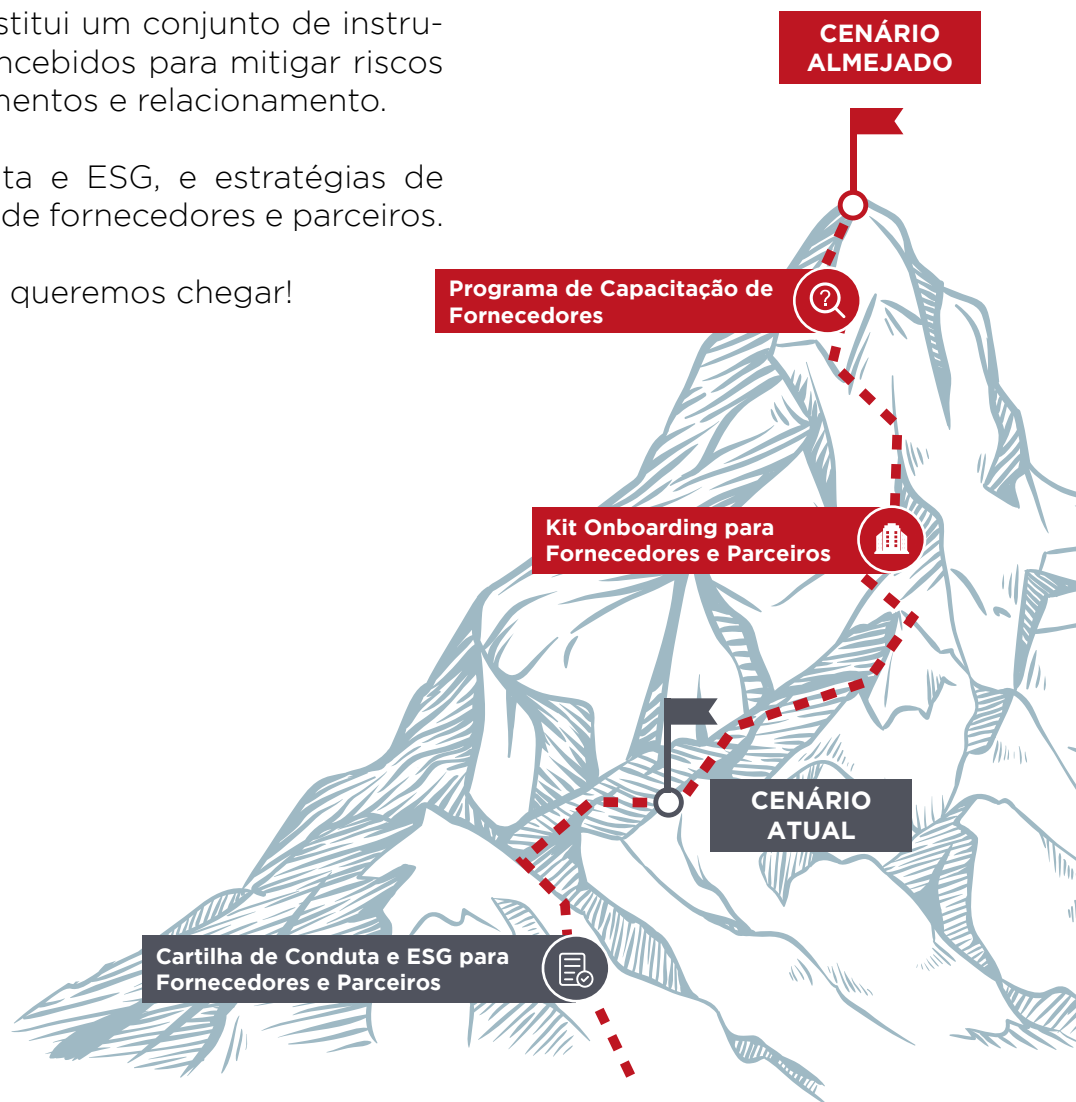 stitui um conjunto de instru-
ncebidos para mitigar riscos
mentos e relacionamento.
ta e ESG, e estratégias de
de fornecedores e parceiros.
queremos chegar!
CENÁRIO
ALMEJADO
Programa de Capacitação de
Fornecedores
?
Kit Onboarding para
Fornecedores e Parceiros
CENÁRIO
ATUAL
Cartilha de Conduta e ESG para
Fornecedores e Parceiros